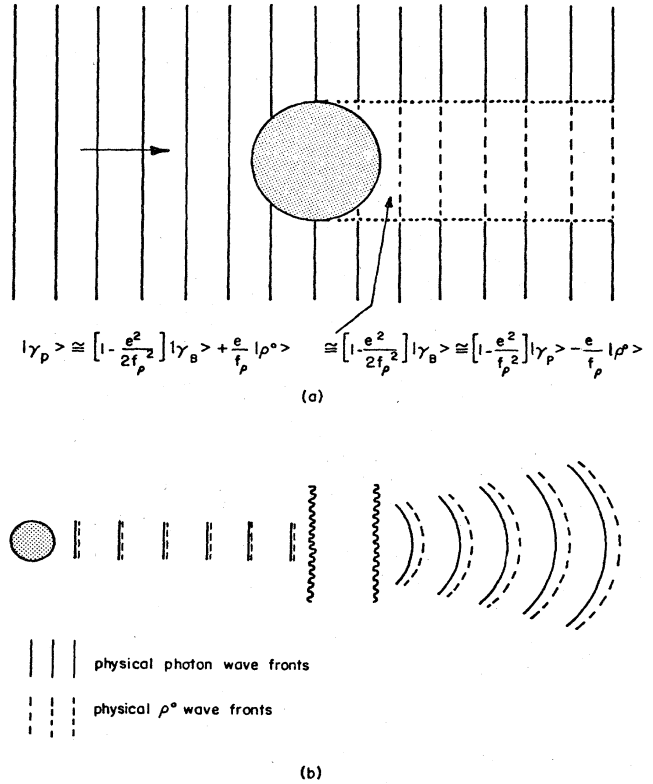 |γ_p> ≅ [1 - e²/2f_ρ²] |γ_B> + e/f_ρ |ρ°> ≅ [1 - e²/2f_ρ²] |γ_B> ≅ [1 - e²/f_ρ²] |γ_p> - e/f_ρ |ρ°>
(a)
physical photon wave fronts
physical ρ° wave fronts
(b)